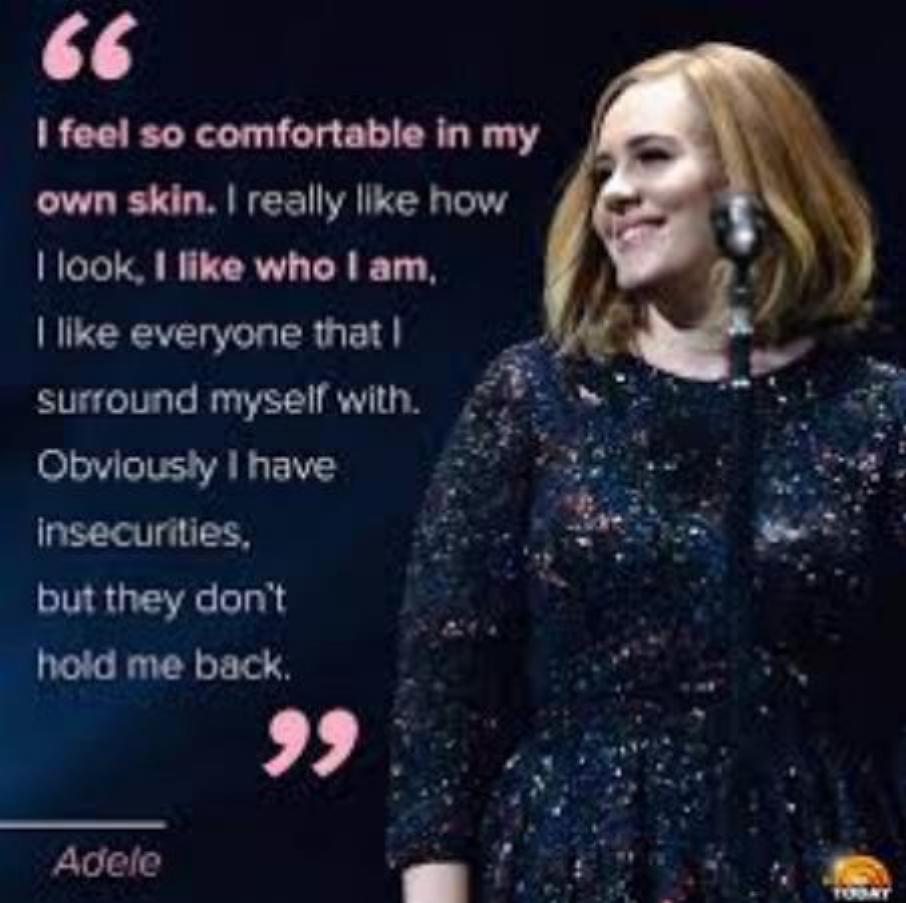 “
I feel so comfortable in my
own skin. I really like how
I look, I like who I am,
I like everyone that I
surround myself with.
Obviously I have
insecurities,
but they don't
hold me back.
”
Adele
TODAY